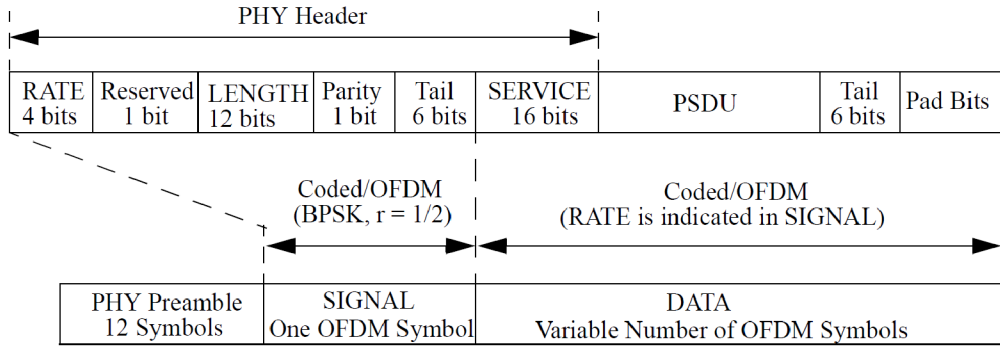 PHY Header
RATE
4 bits
Reserved
1 bit
LENGTH
12 bits
Parity
1 bit
Tail
6 bits
SERVICE
16 bits
PSDU
Tail
6 bits
Pad Bits
Coded/OFDM
(BPSK, r = 1/2)
Coded/OFDM
(RATE is indicated in SIGNAL)
PHY Preamble
12 Symbols
SIGNAL
One OFDM Symbol
DATA
Variable Number of OFDM Symbols